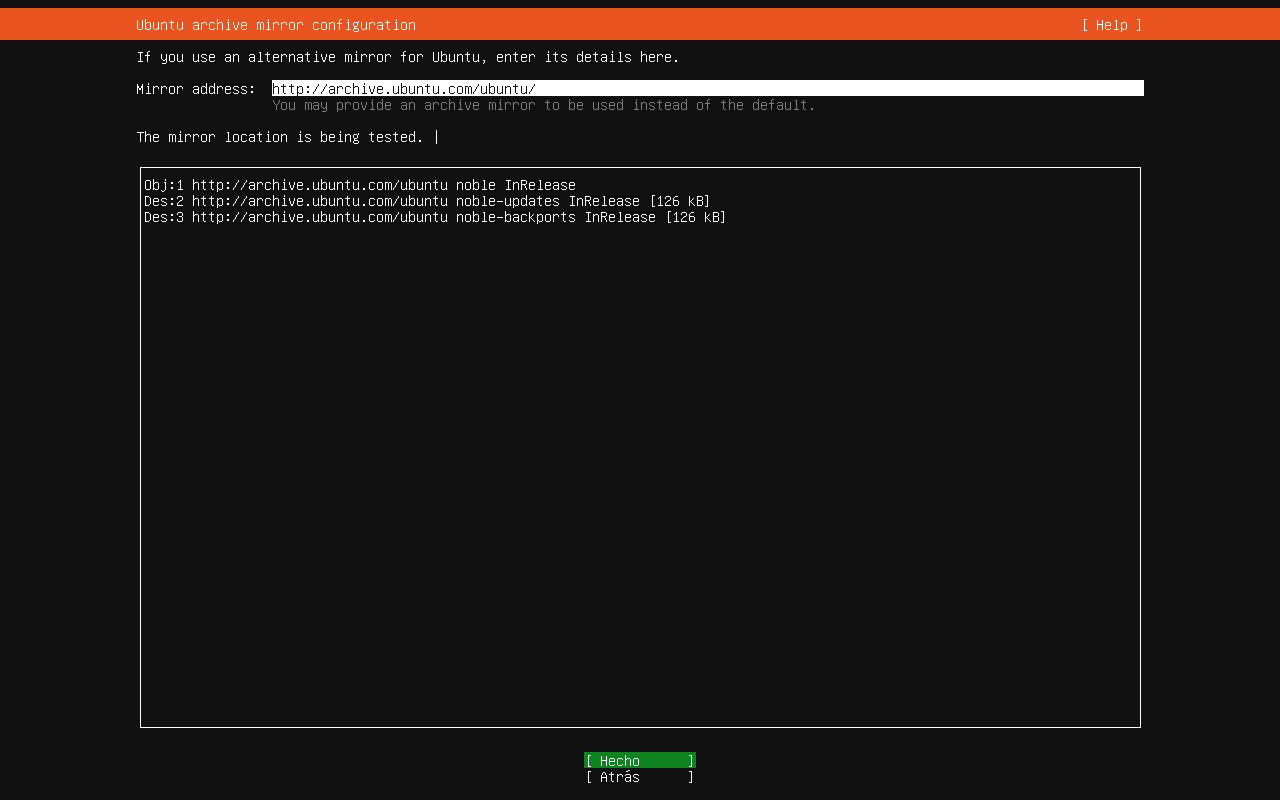 Ubuntu archive mirror configuration [ Help ]
If you use an alternative mirror for Ubuntu, enter its details here.
Mirror address: http://archive.ubuntu.com/ubuntu/
You may provide an archive mirror to be used instead of the default.
The mirror location is being tested. |
Obj:1 http://archive.ubuntu.com/ubuntu noble InRelease
Des:2 http://archive.ubuntu.com/ubuntu noble-updates InRelease [126 kB]
Des:3 http://archive.ubuntu.com/ubuntu noble-backports InRelease [126 kB]
[ Hecho ]
[ Atrás ]